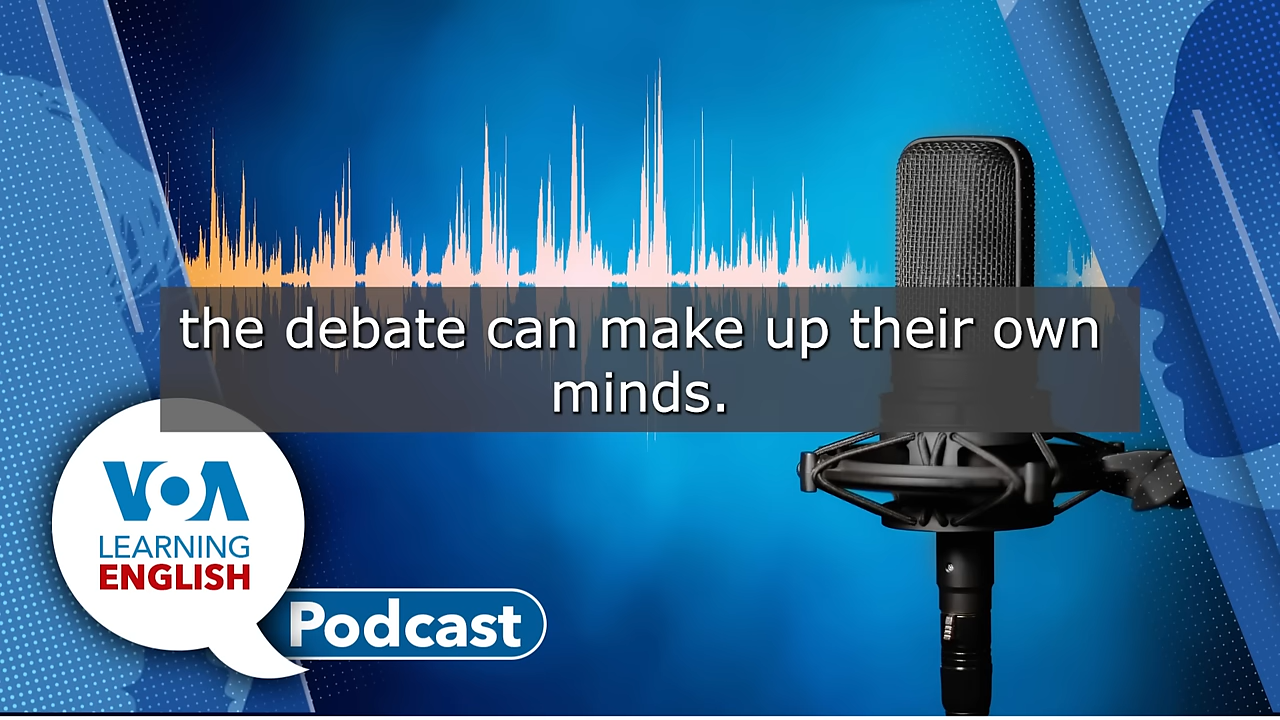 the debate can make up their own
minds.
VOA
LEARNING
ENGLISH
Podcast